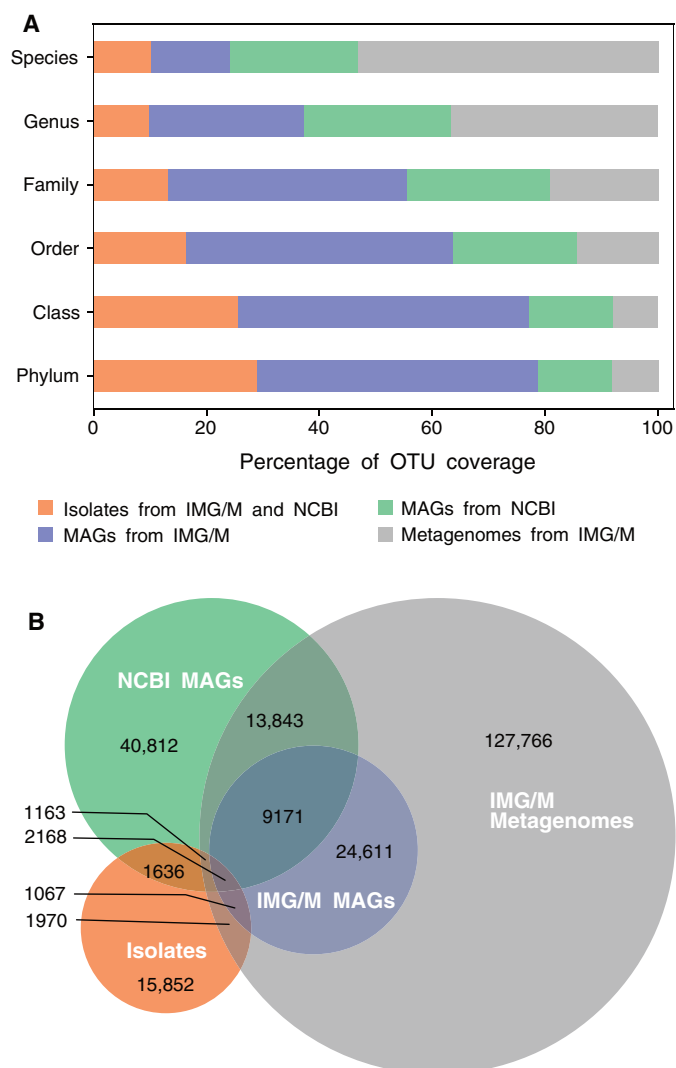 A
Species
Genus
Family
Order
Class
Phylum
0 20 40 60 80 100
Percentage of OTU coverage
Isolates from IMG/M and NCBI
MAGs from NCBI
MAGs from IMG/M
Metagenomes from IMG/M
B
NCBI MAGs
13,843
40,812
127,766
IMG/M
Metagenomes
1163
9171
2168
24,611
1636
1067
IMG/M MAGs
1970
Isolates
15,852